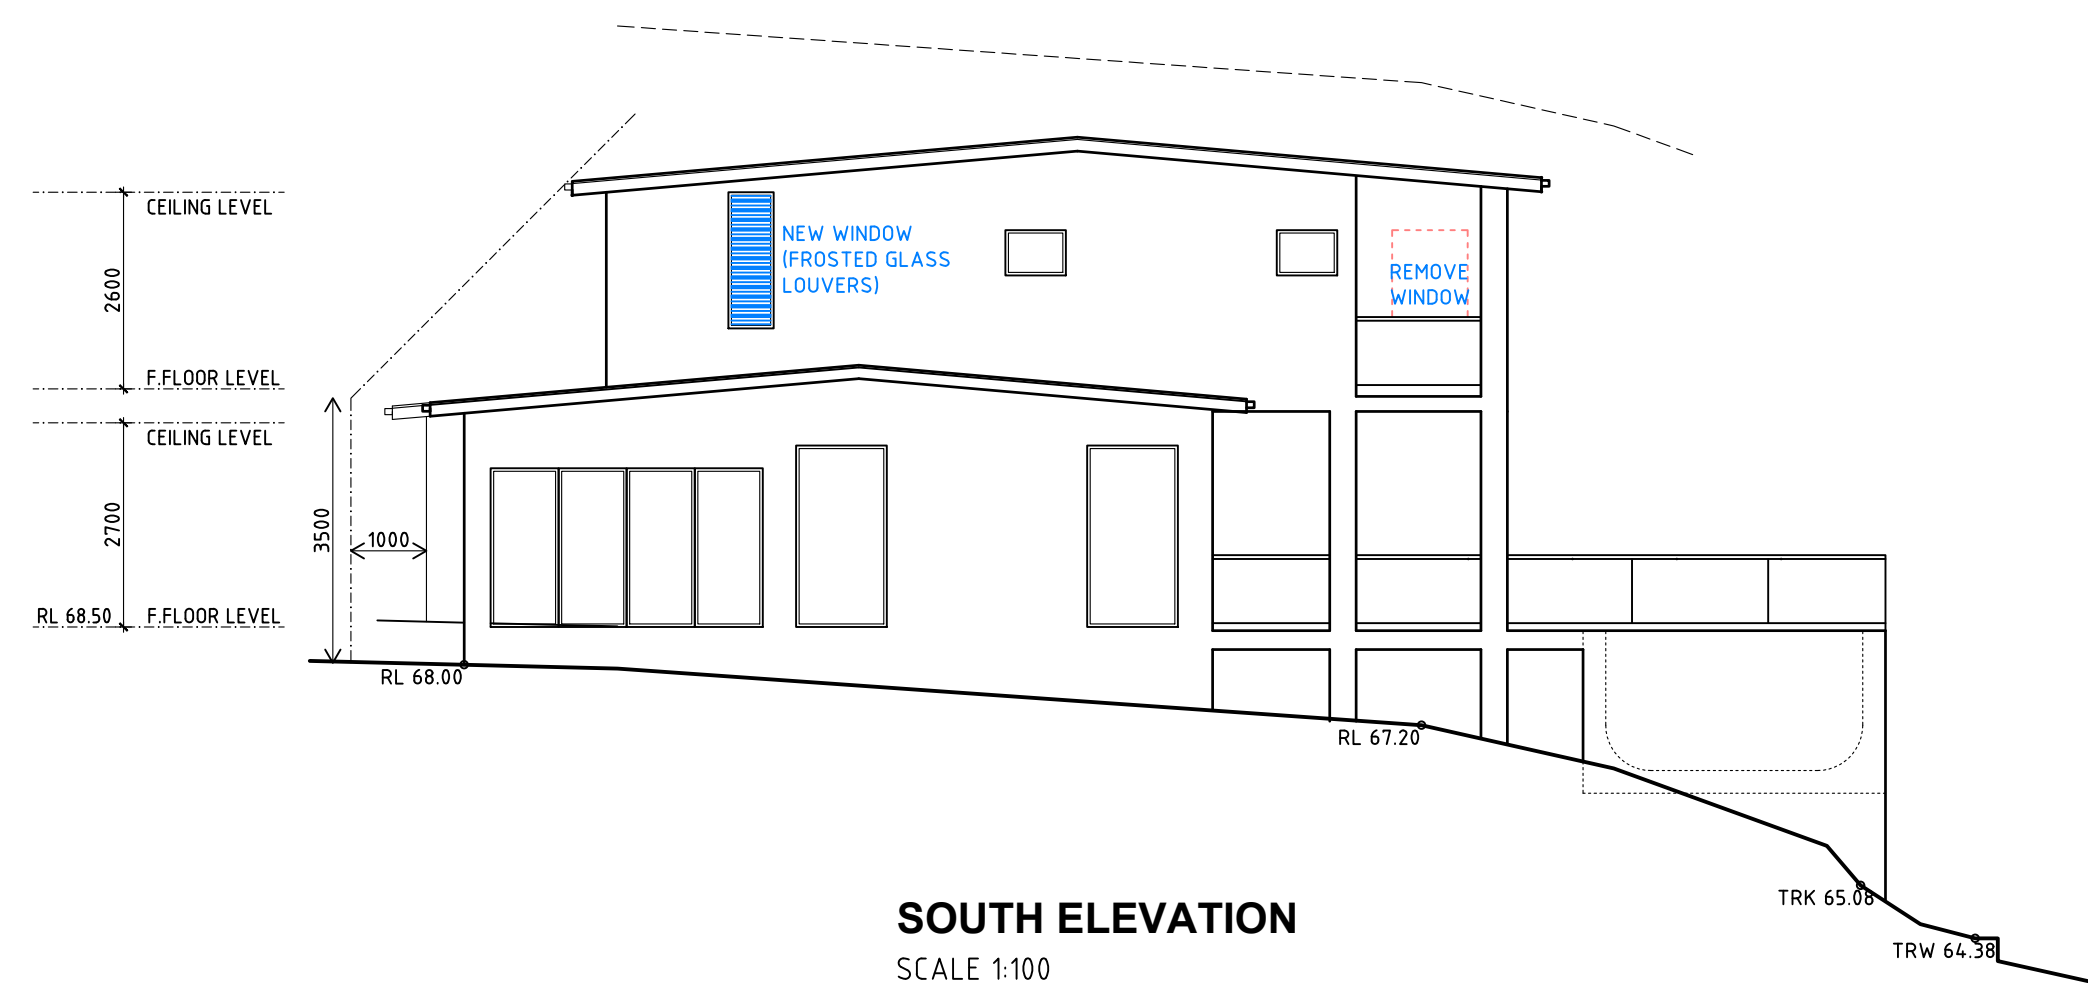 CEILING LEVEL
2600
F.FLOOR LEVEL
CEILING LEVEL
2700
RL 68.50
F.FLOOR LEVEL
3500
1000
NEW WINDOW
(FROSTED GLASS
LOUVERS)
REMOVE
WINDOW
RL 68.00
RL 67.20
TRK 65.08
TRW 64.38
SOUTH ELEVATION
SCALE 1:100